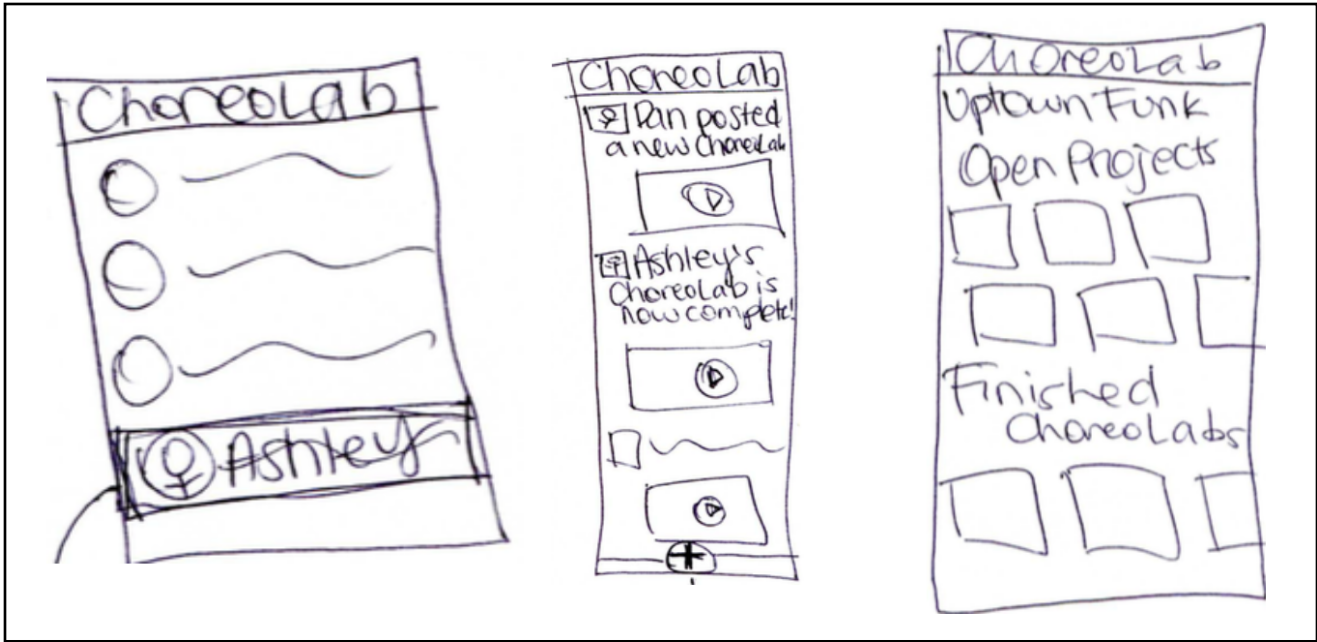 ChoreoLab
Ashley
ChoreoLab
Dan posted
a new ChoreoLab
Ashley's
ChoreoLab is
now complete!
ChoreoLab
Uptown Funk
Open Projects
Finished
ChoreoLabs